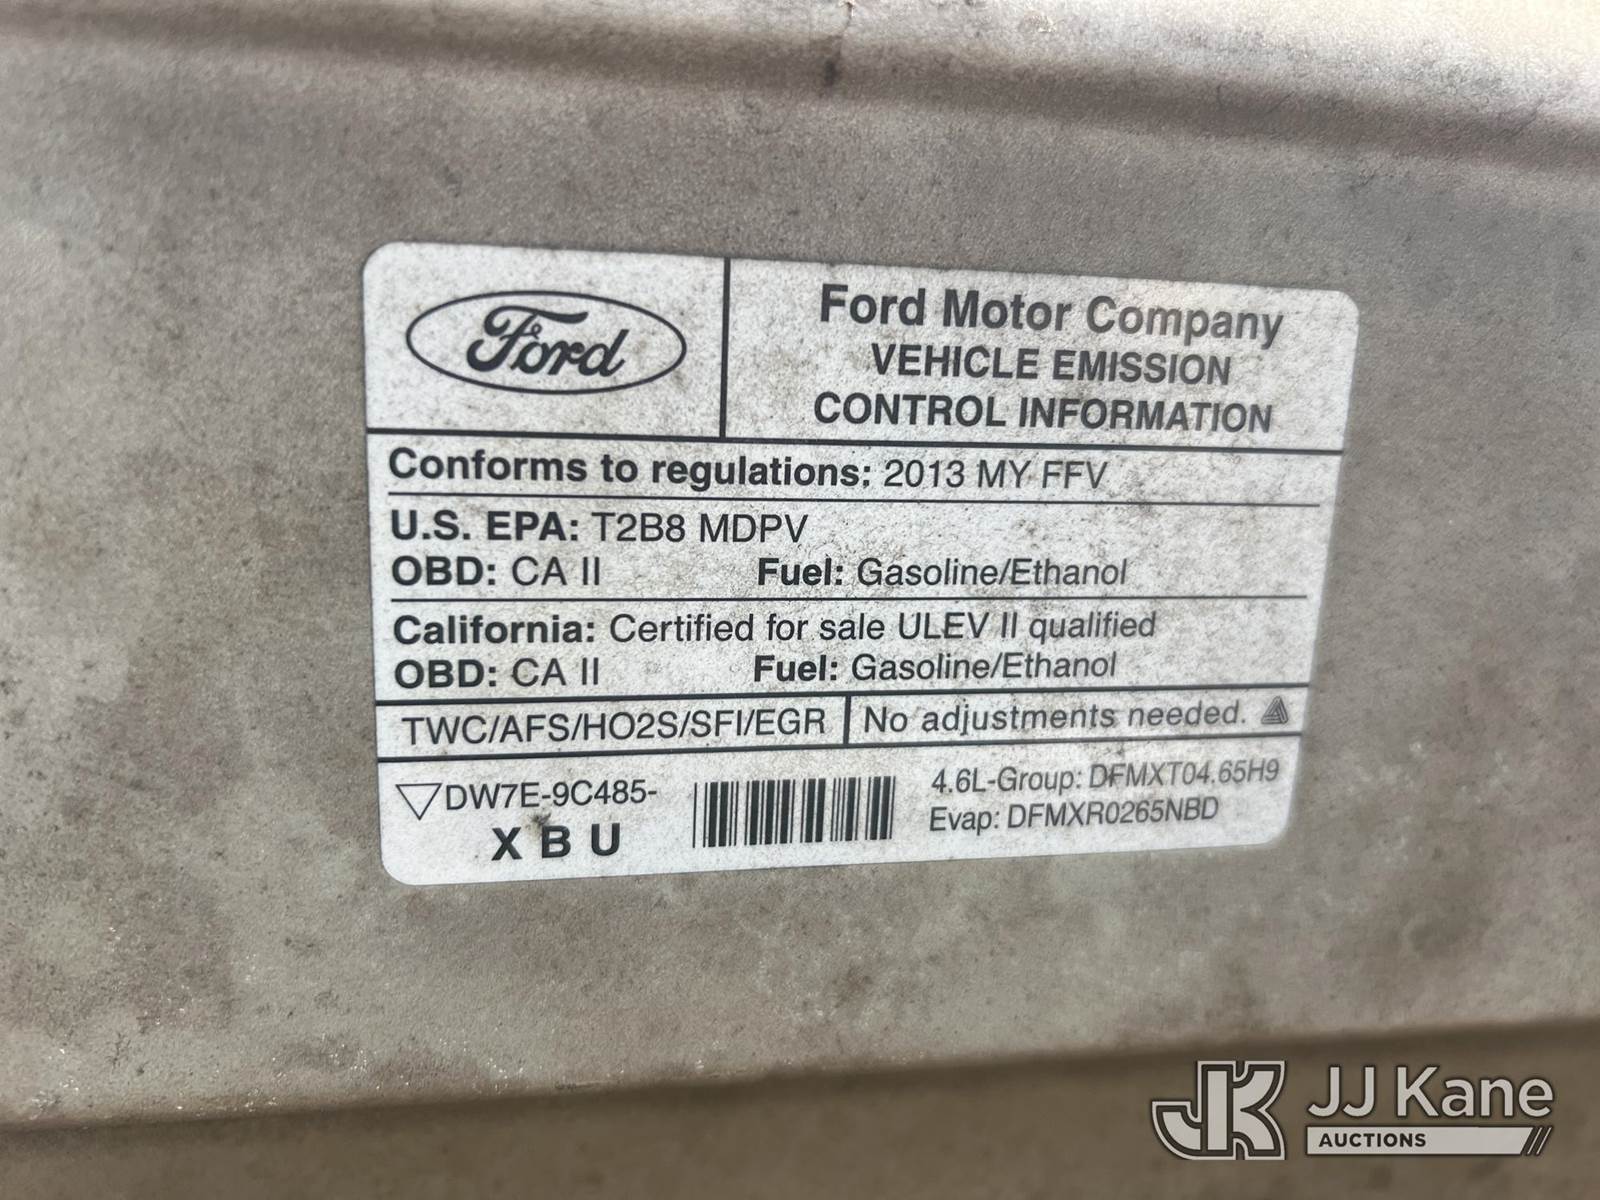 Ford
Ford Motor Company
VEHICLE EMISSION
CONTROL INFORMATION
Conforms to regulations: 2013 MY FFV
U.S. EPA: T2B8 MDPV
OBD: CA II Fuel: Gasoline/Ethanol
California: Certified for sale ULEV II qualified
OBD: CA II Fuel: Gasoline/Ethanol
TWC/AFS/HO2S/SFI/EGR No adjustments needed.
DW7E-9C485-
X B U
4.6L-Group: DFMXT04.65H9
Evap: DFMXR0265NBD
JK JJ Kane
AUCTIONS